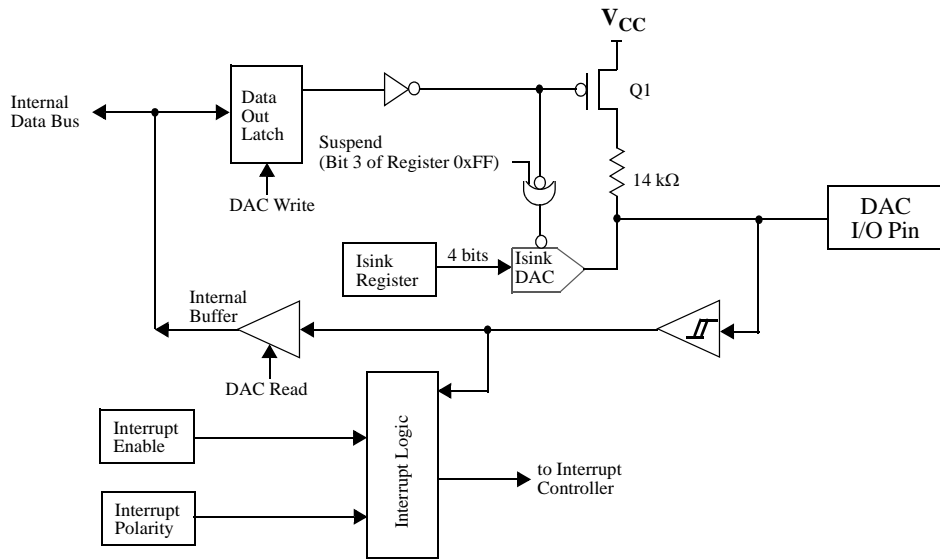 VCC
Internal
Data Bus
Data
Out
Latch
Q1
Suspend
(Bit 3 of Register 0xFF)
14 kΩ
DAC Write
DAC
I/O Pin
Isink
Register
4 bits
Isink
DAC
Internal
Buffer
DAC Read
Interrupt
Enable
Interrupt Logic
to Interrupt
Controller
Interrupt
Polarity